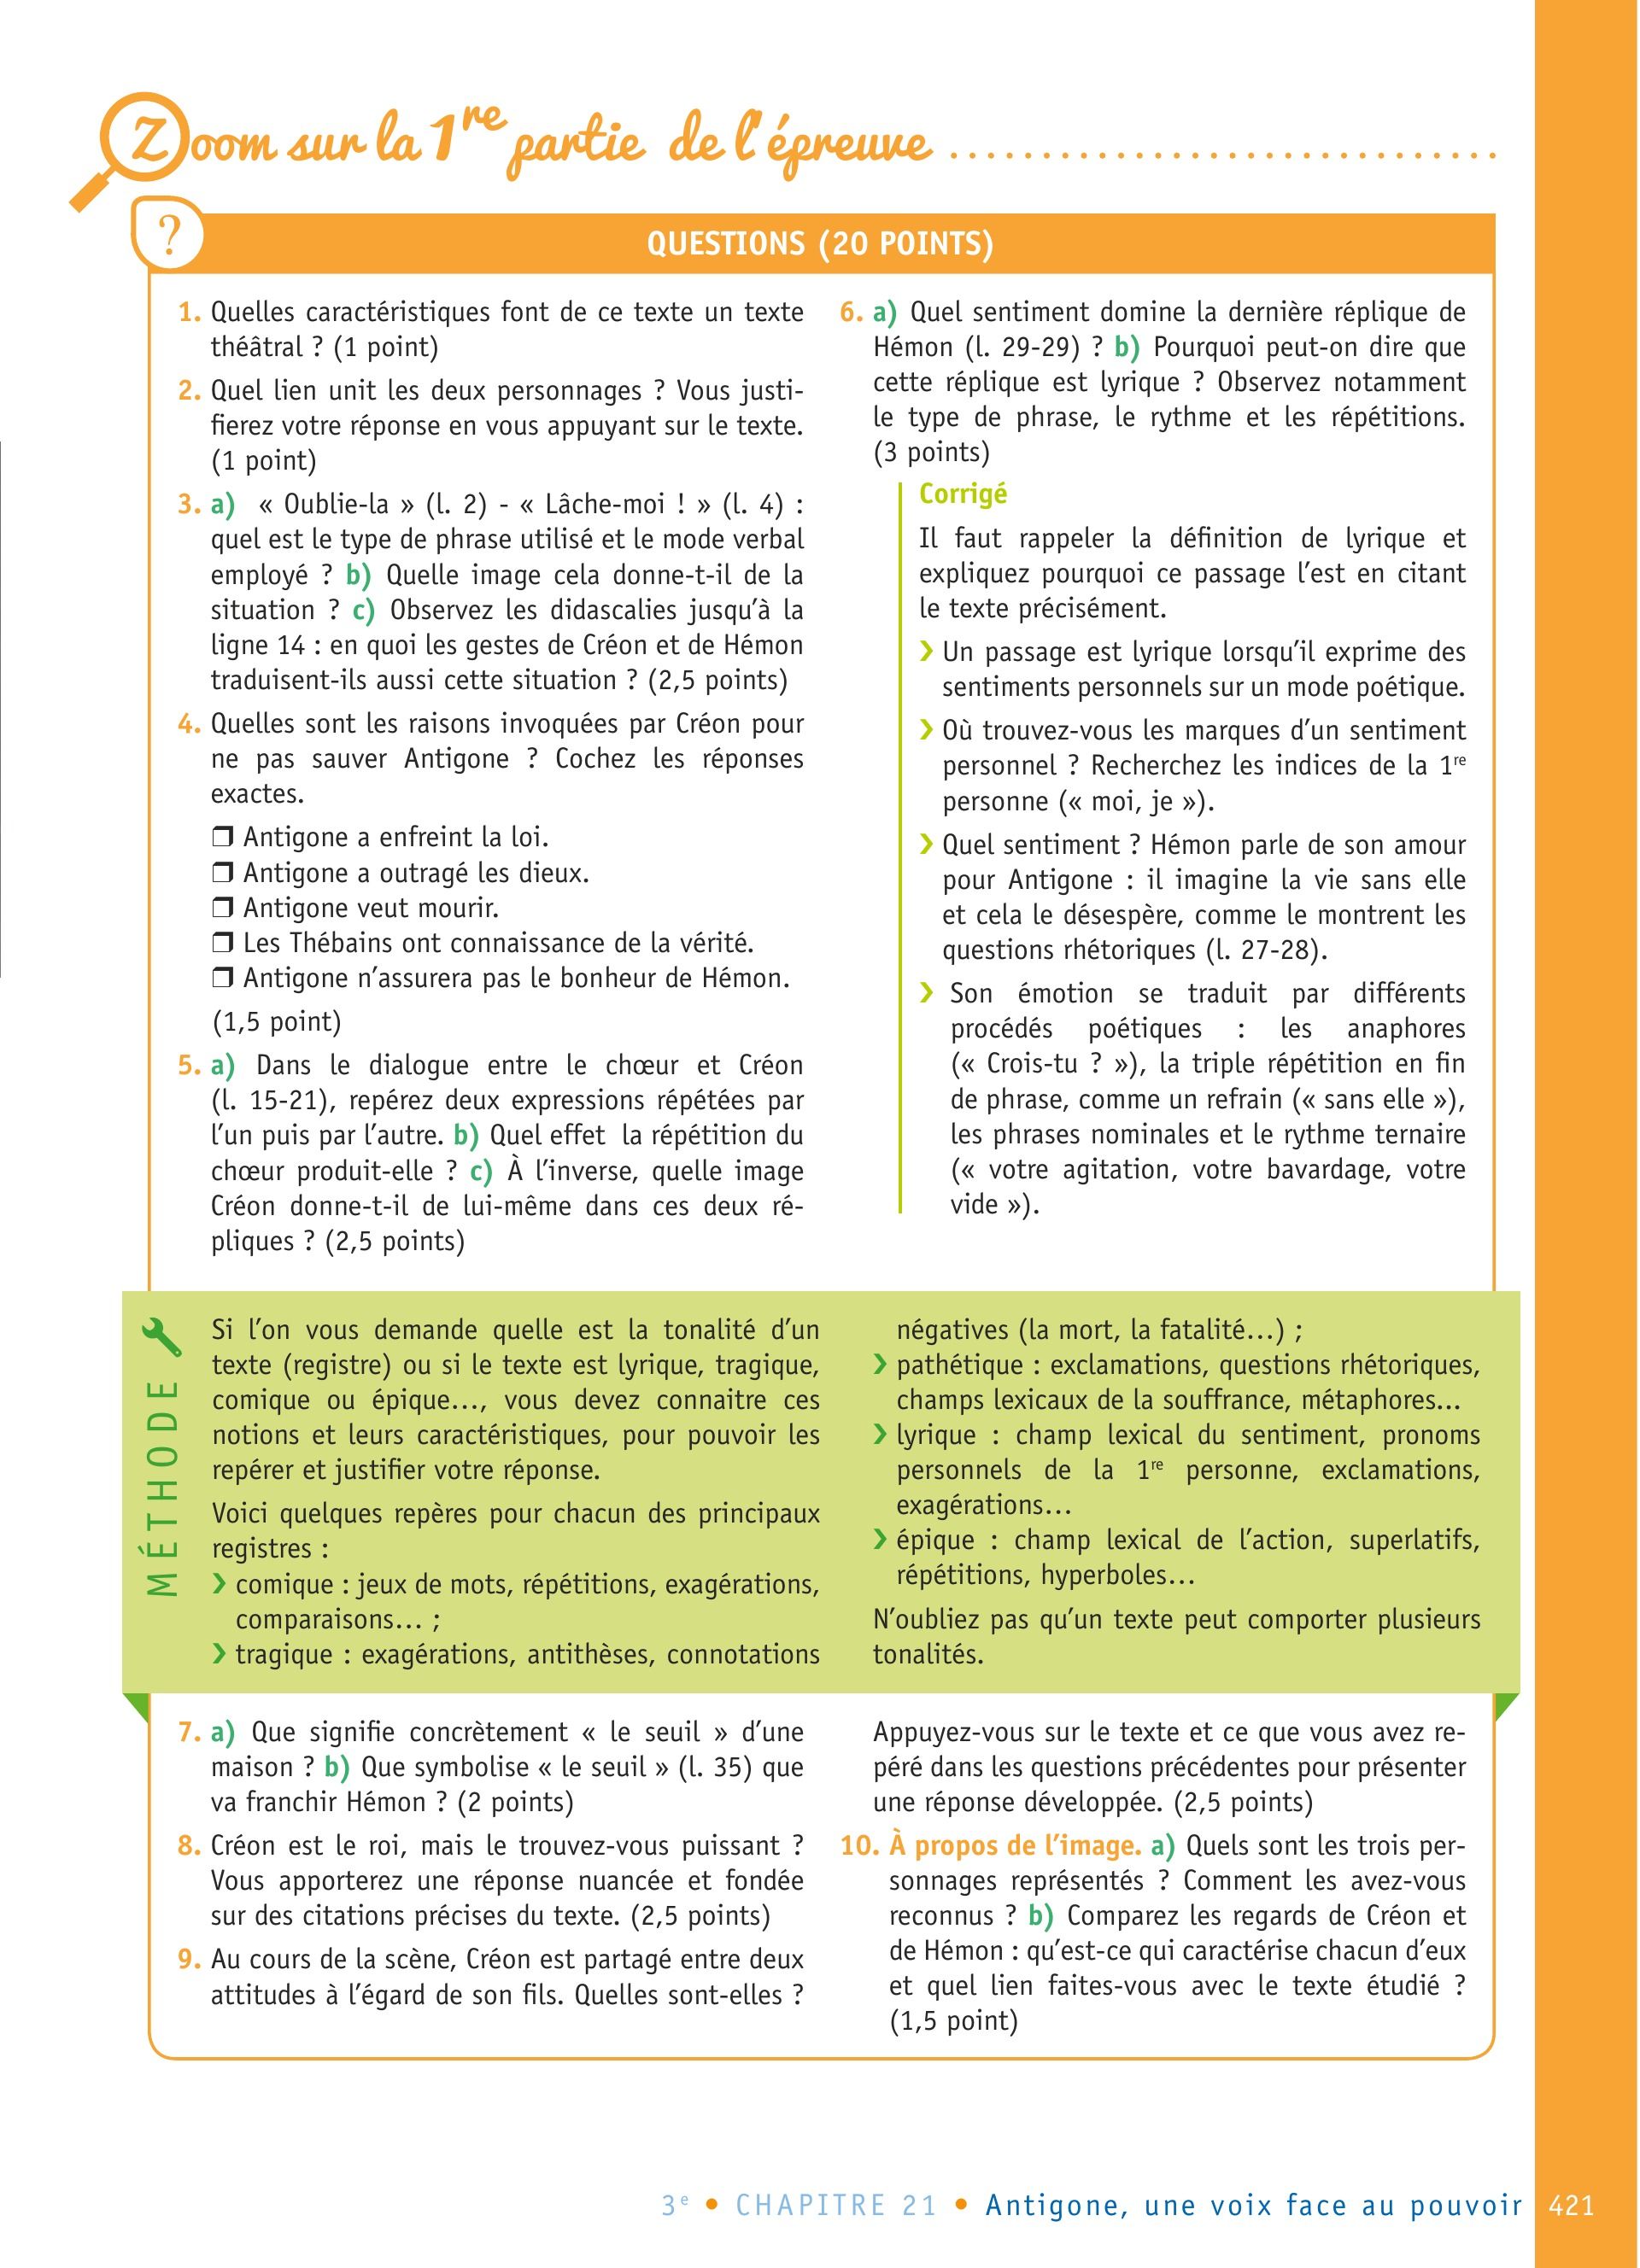 Zoom sur la 1re partie de l'épreuve
?
QUESTIONS (20 POINTS)
1. Quelles caractéristiques font de ce texte un texte
théâtral ? (1 point)
2. Quel lien unit les deux personnages ? Vous justi-
fierez votre réponse en vous appuyant sur le texte.
(1 point)
3. a) « Oublie-la » (l. 2) - « Lâche-moi ! » (l. 4) :
quel est le type de phrase utilisé et le mode verbal
employé ? b) Quelle image cela donne-t-il de la
situation ? c) Observez les didascalies jusqu'à la
ligne 14 : en quoi les gestes de Créon et de Hémon
traduisent-ils aussi cette situation ? (2,5 points)
4. Quelles sont les raisons invoquées par Créon pour
ne pas sauver Antigone ? Cochez les réponses
exactes.
❒ Antigone a enfreint la loi.
❒ Antigone a outragé les dieux.
❒ Antigone veut mourir.
❒ Les Thébains ont connaissance de la vérité.
❒ Antigone n'assurera pas le bonheur de Hémon.
(1,5 point)
5. a) Dans le dialogue entre le chœur et Créon
(l. 15-21), repérez deux expressions répétées par
l'un puis par l'autre. b) Quel effet la répétition du
chœur produit-elle ? c) À l'inverse, quelle image
Créon donne-t-il de lui-même dans ces deux ré-
pliques ? (2,5 points)
6. a) Quel sentiment domine la dernière réplique de
Hémon (l. 29-29) ? b) Pourquoi peut-on dire que
cette réplique est lyrique ? Observez notamment
le type de phrase, le rythme et les répétitions.
(3 points)
Corrigé
Il faut rappeler la définition de lyrique et
expliquez pourquoi ce passage l'est en citant
le texte précisément.
› Un passage est lyrique lorsqu'il exprime des
sentiments personnels sur un mode poétique.
› Où trouvez-vous les marques d'un sentiment
personnel ? Recherchez les indices de la 1re
personne (« moi, je »).
› Quel sentiment ? Hémon parle de son amour
pour Antigone : il imagine la vie sans elle
et cela le désespère, comme le montrent les
questions rhétoriques (l. 27-28).
› Son émotion se traduit par différents
procédés poétiques : les anaphores
(« Crois-tu ? »), la triple répétition en fin
de phrase, comme un refrain (« sans elle »),
les phrases nominales et le rythme ternaire
(« votre agitation, votre bavardage, votre
vide »).
MÉTHODE
Si l'on vous demande quelle est la tonalité d'un
texte (registre) ou si le texte est lyrique, tragique,
comique ou épique…, vous devez connaitre ces
notions et leurs caractéristiques, pour pouvoir les
repérer et justifier votre réponse.
Voici quelques repères pour chacun des principaux
registres :
› comique : jeux de mots, répétitions, exagérations,
comparaisons… ;
› tragique : exagérations, antithèses, connotations
négatives (la mort, la fatalité…) ;
› pathétique : exclamations, questions rhétoriques,
champs lexicaux de la souffrance, métaphores…
› lyrique : champ lexical du sentiment, pronoms
personnels de la 1re personne, exclamations,
exagérations…
› épique : champ lexical de l'action, superlatifs,
répétitions, hyperboles…
N'oubliez pas qu'un texte peut comporter plusieurs
tonalités.
7. a) Que signifie concrètement « le seuil » d'une
maison ? b) Que symbolise « le seuil » (l. 35) que
va franchir Hémon ? (2 points)
8. Créon est le roi, mais le trouvez-vous puissant ?
Vous apporterez une réponse nuancée et fondée
sur des citations précises du texte. (2,5 points)
9. Au cours de la scène, Créon est partagé entre deux
attitudes à l'égard de son fils. Quelles sont-elles ?
Appuyez-vous sur le texte et ce que vous avez re-
péré dans les questions précédentes pour présenter
une réponse développée. (2,5 points)
10. À propos de l'image. a) Quels sont les trois per-
sonnages représentés ? Comment les avez-vous
reconnus ? b) Comparez les regards de Créon et
de Hémon : qu'est-ce qui caractérise chacun d'eux
et quel lien faites-vous avec le texte étudié ?
(1,5 point)
3e • CHAPITRE 21 • Antigone, une voix face au pouvoir 421